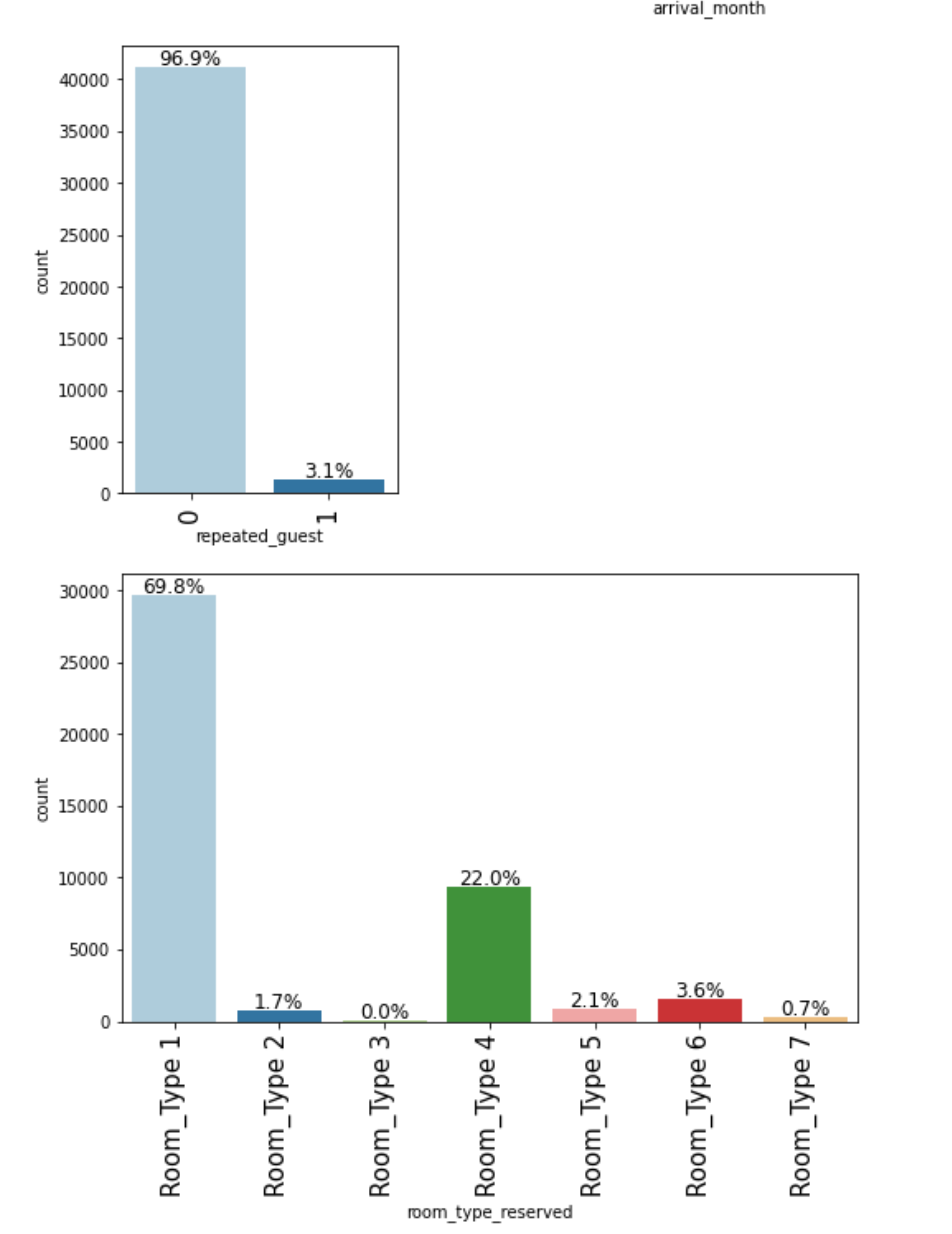 arrival_month
96.9%
40000
35000
30000
25000
20000
15000
10000
5000
0
count
3.1%
0
1
repeated_guest
69.8%
30000
25000
20000
15000
10000
5000
0
count
1.7%
0.0%
22.0%
2.1%
3.6%
0.7%
Room_Type 1
Room_Type 2
Room_Type 3
Room_Type 4
Room_Type 5
Room_Type 6
Room_Type 7
room_type_reserved